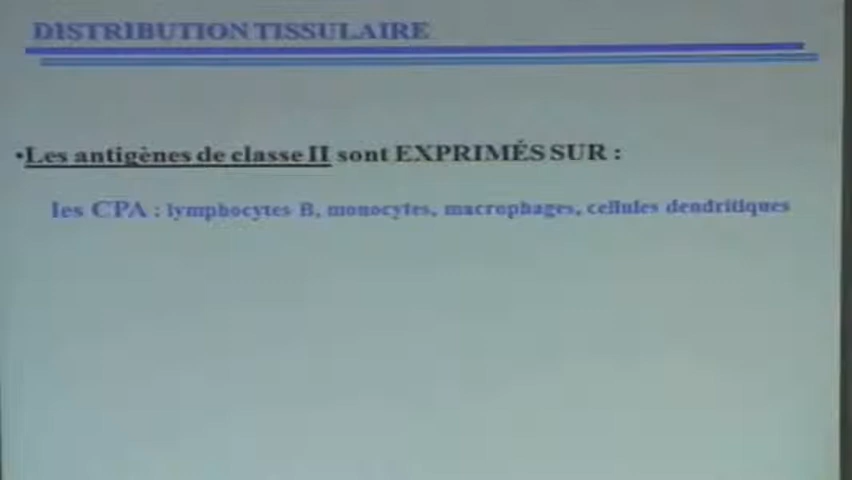 DISTRIBUTION TISSULAIRE
•Les antigènes de classe II sont EXPRIMÉS SUR :
les CPA : lymphocytes B, monocytes, macrophages, cellules dendritiques